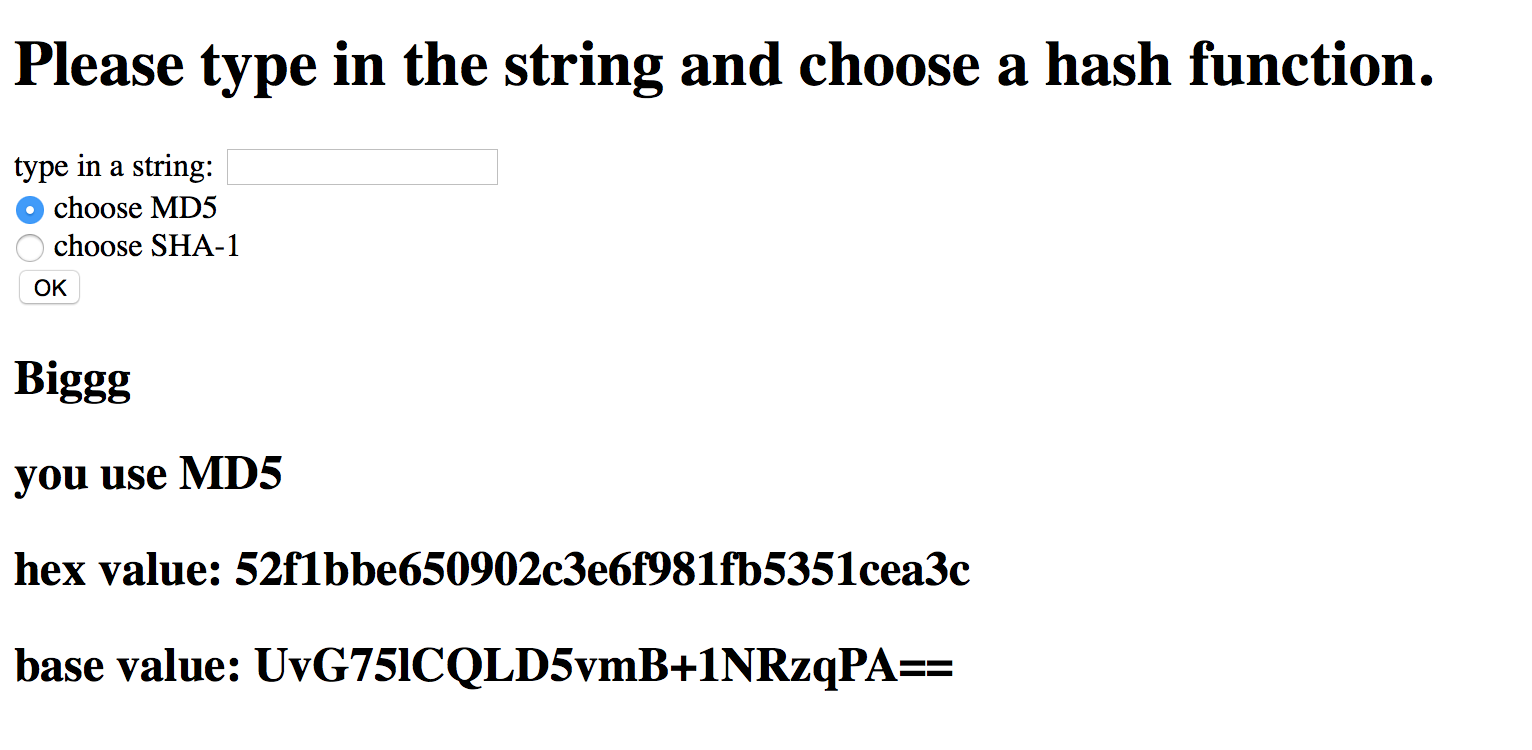 Please type in the string and choose a hash function.
type in a string:
choose MD5
choose SHA-1
OK
Biggg
you use MD5
hex value: 52f1bbe650902c3e6f981fb5351cea3c
base value: UvG75lCQLD5vmB+1NRzqPA==